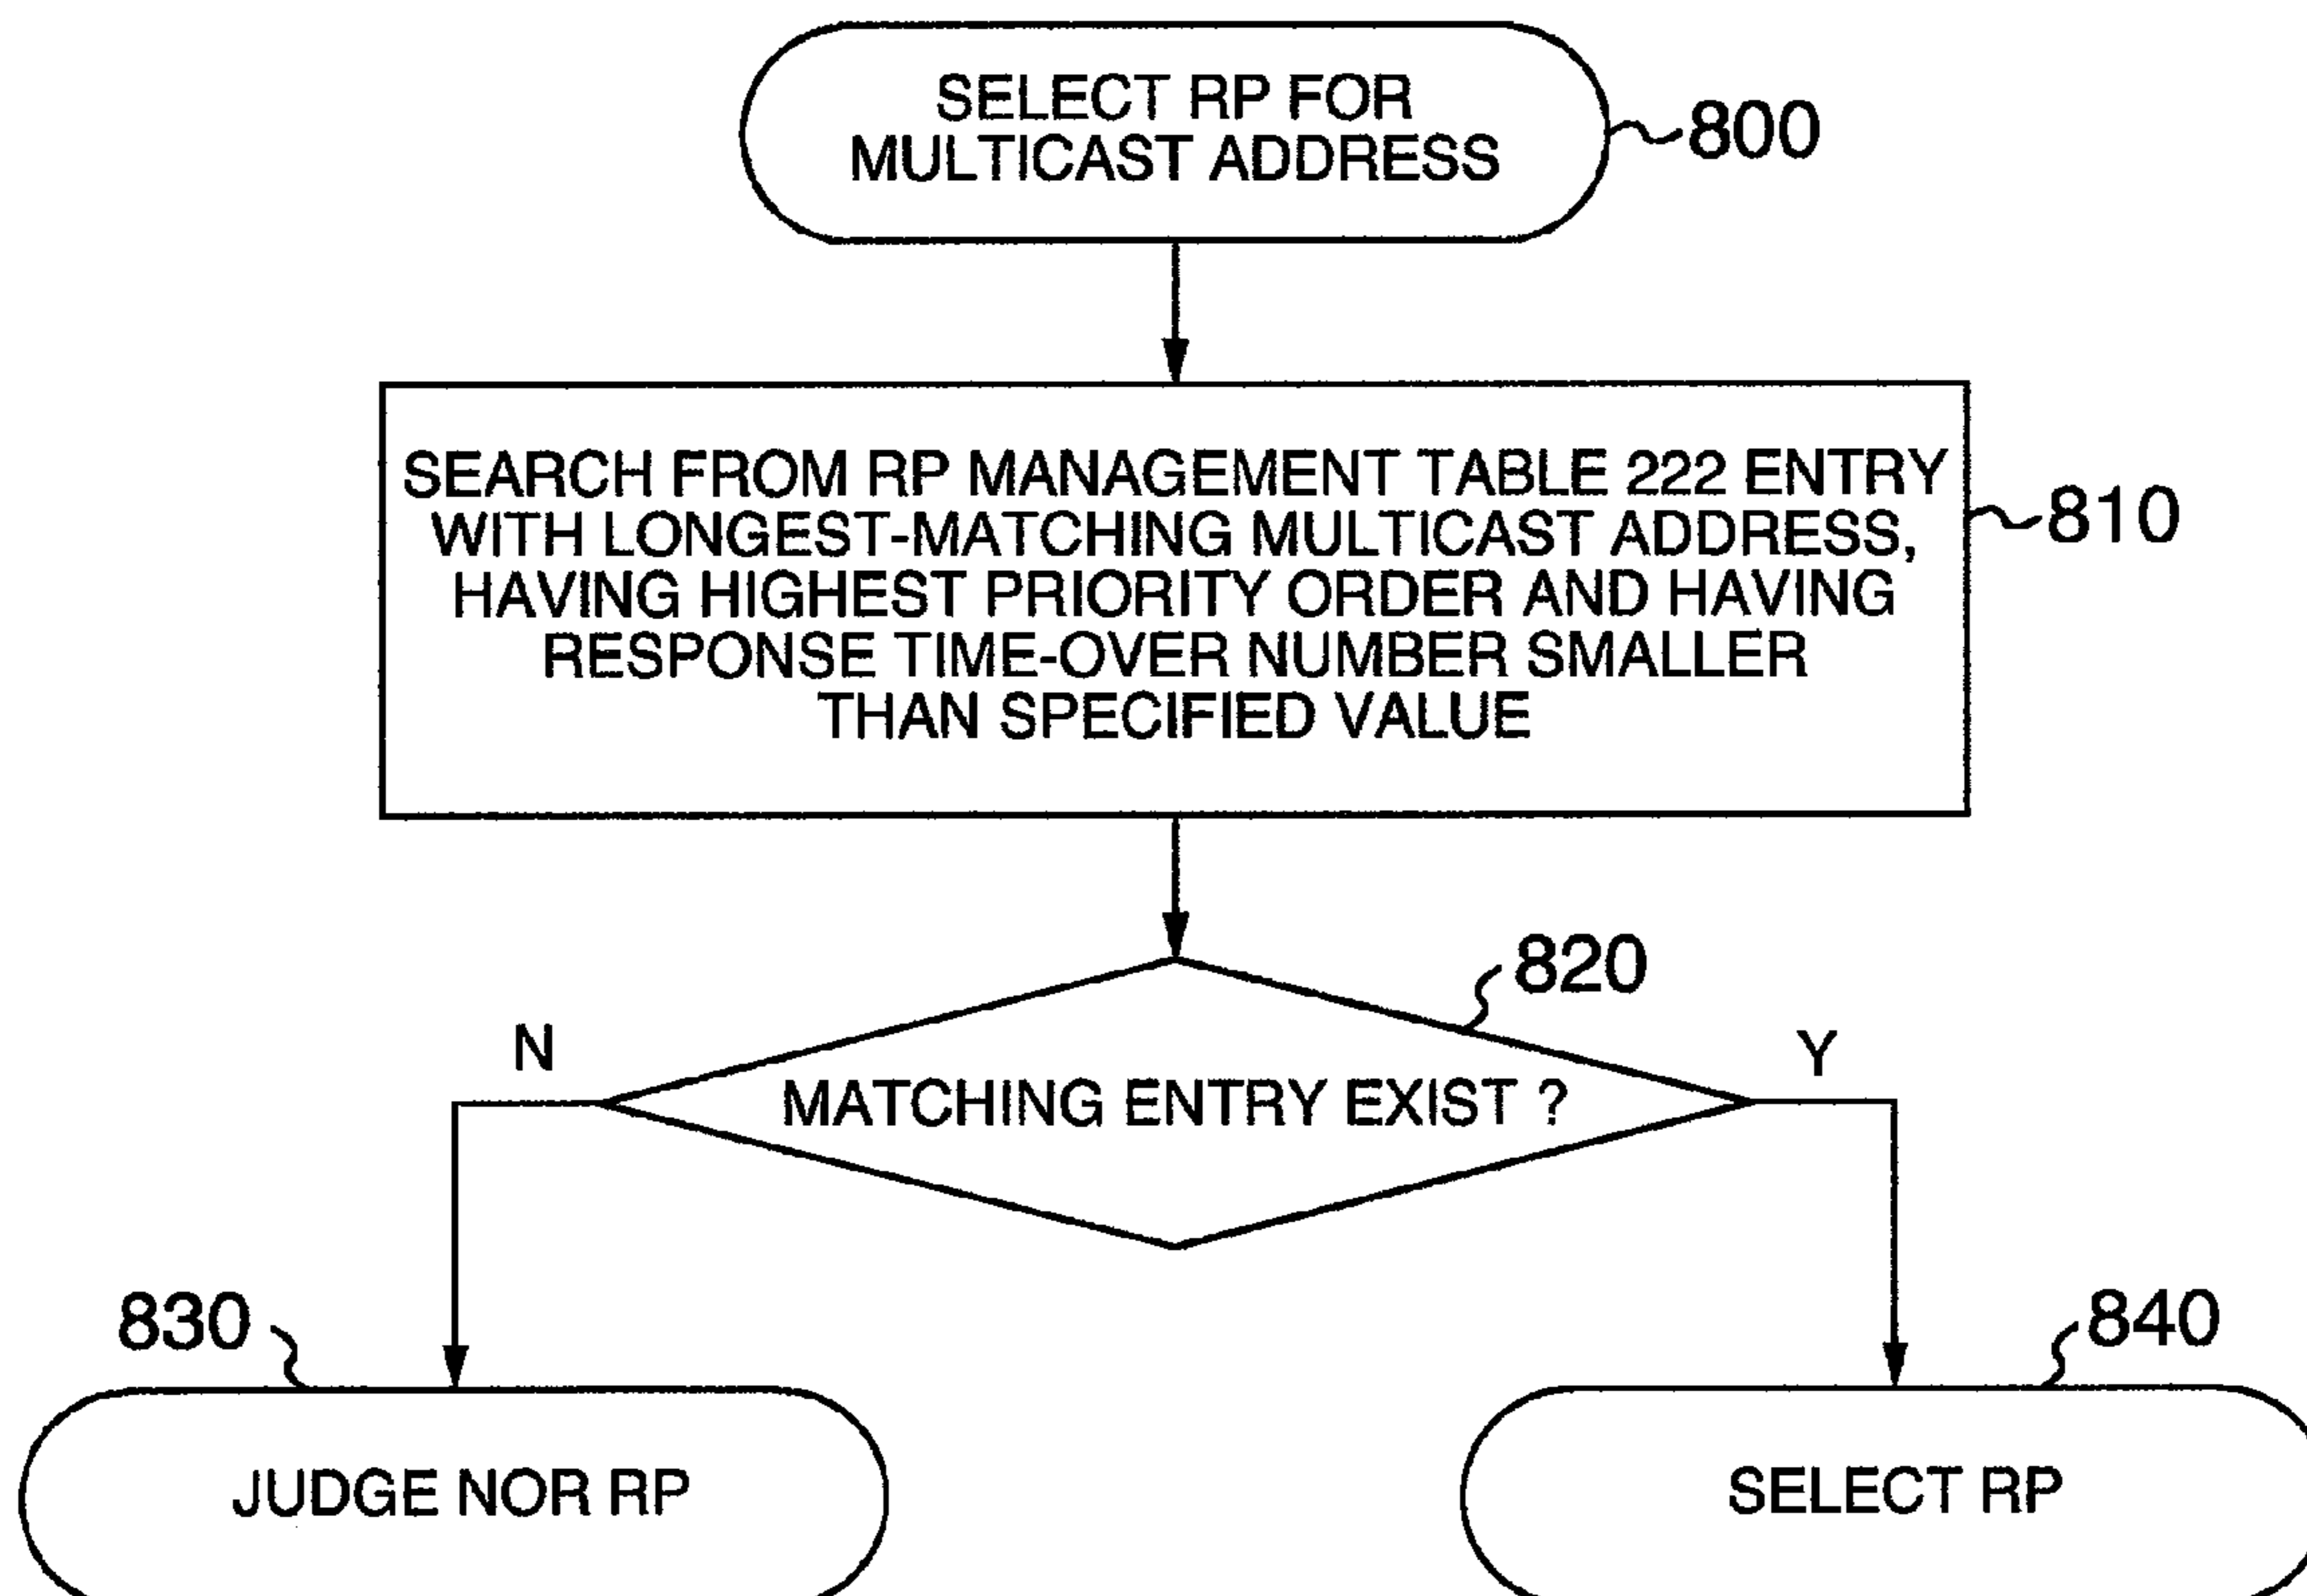 SELECT RP FOR
MULTICAST ADDRESS
800
SEARCH FROM RP MANAGEMENT TABLE 222 ENTRY
WITH LONGEST-MATCHING MULTICAST ADDRESS,
HAVING HIGHEST PRIORITY ORDER AND HAVING
RESPONSE TIME-OVER NUMBER SMALLER
THAN SPECIFIED VALUE
810
820
N
Y
MATCHING ENTRY EXIST ?
830
840
JUDGE NOR RP
SELECT RP